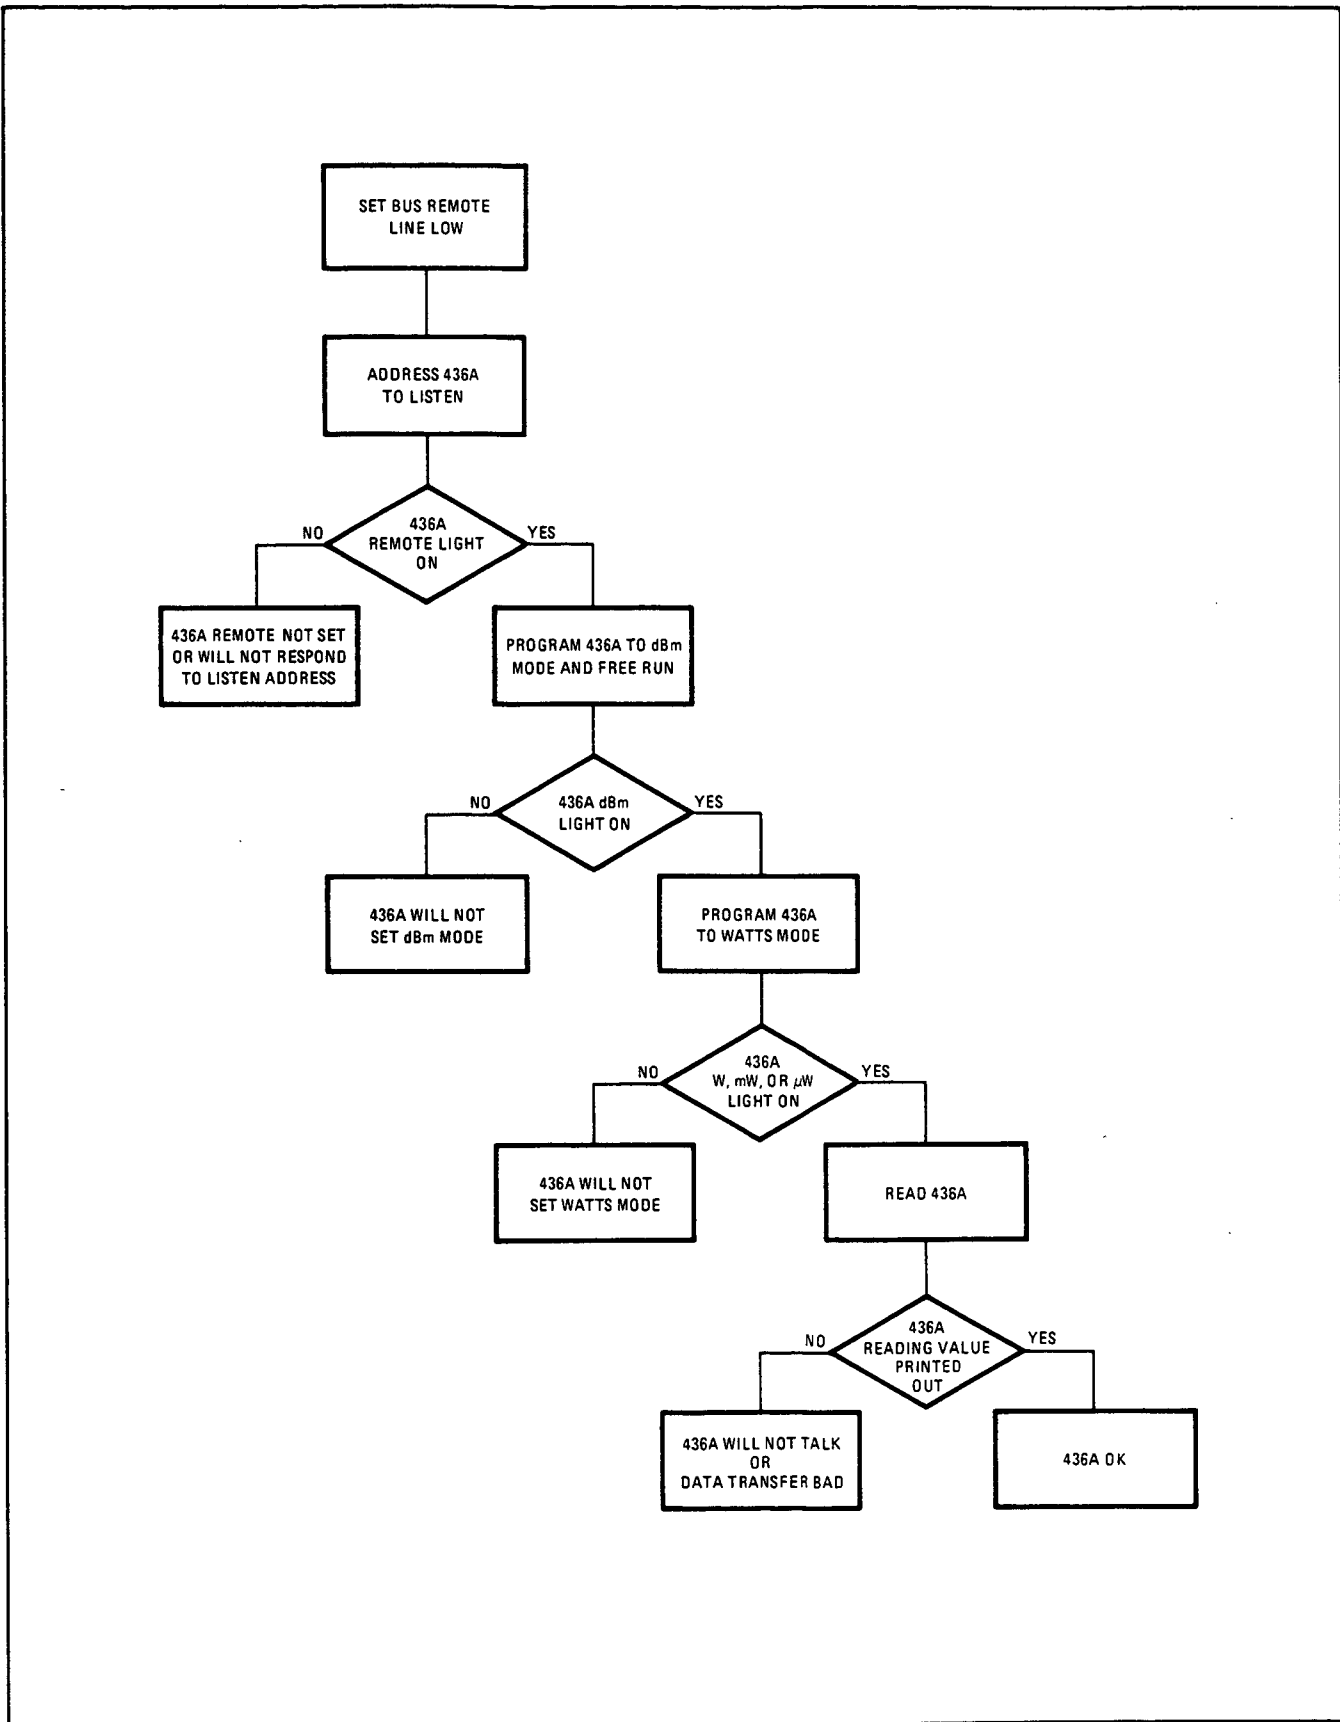 SET BUS REMOTE
LINE LOW
ADDRESS 436A
TO LISTEN
436A
REMOTE LIGHT
ON
NO
YES
436A REMOTE NOT SET
OR WILL NOT RESPOND
TO LISTEN ADDRESS
PROGRAM 436A TO dBm
MODE AND FREE RUN
436A dBm
LIGHT ON
NO
YES
436A WILL NOT
SET dBm MODE
PROGRAM 436A
TO WATTS MODE
436A
W, mW, OR μW
LIGHT ON
NO
YES
436A WILL NOT
SET WATTS MODE
READ 436A
436A
READING VALUE
PRINTED
OUT
NO
YES
436A WILL NOT TALK
OR
DATA TRANSFER BAD
436A OK